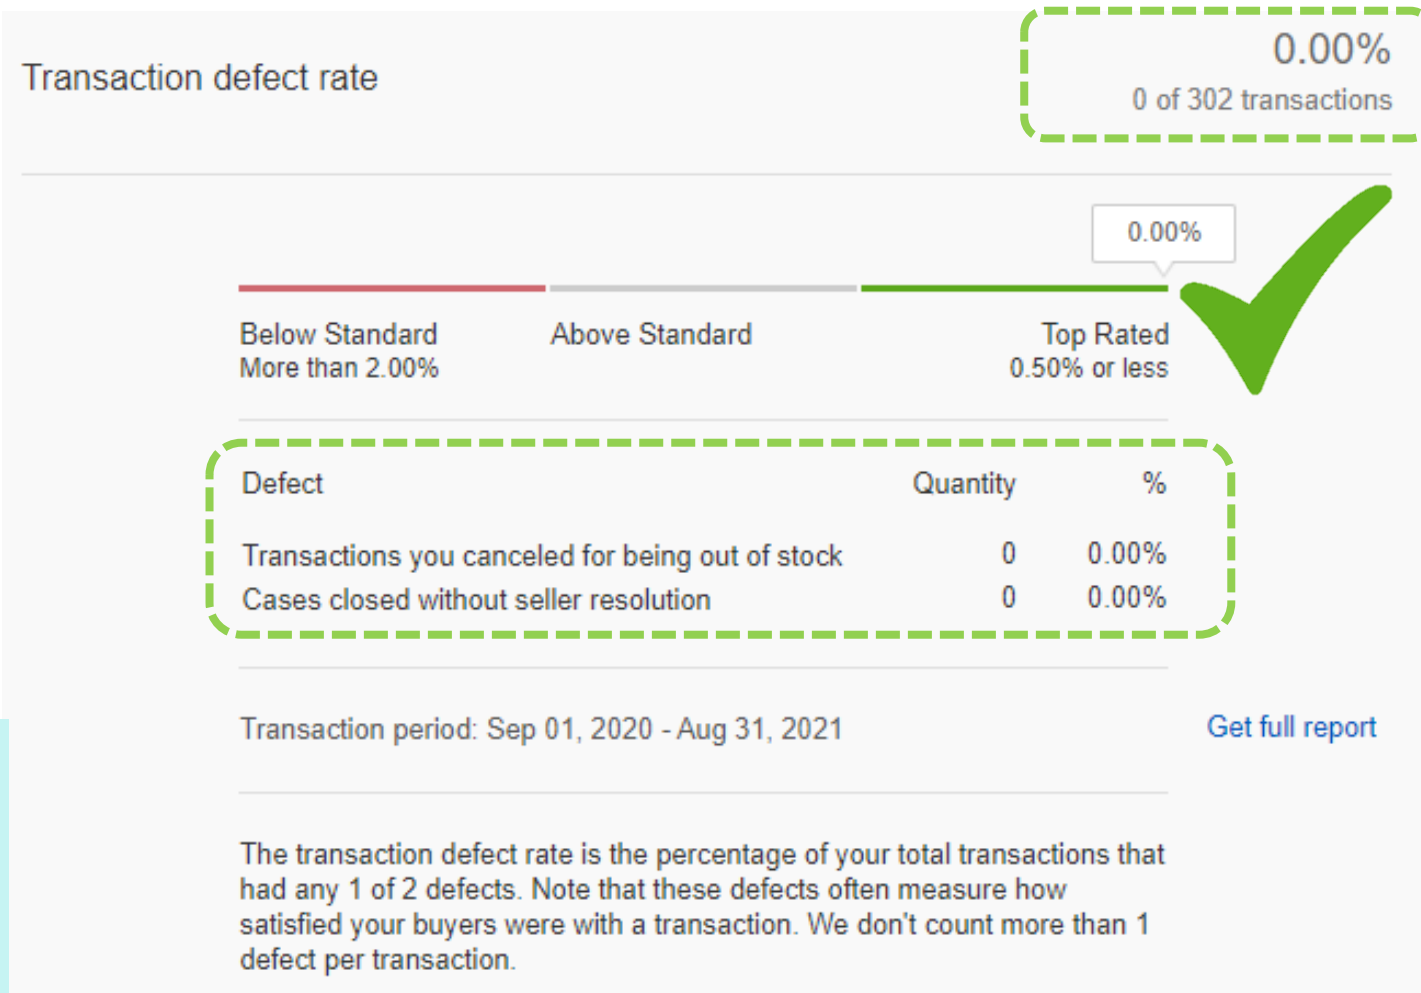 0.00%
Transaction defect rate
0 of 302 transactions
0.00%
Below Standard Above Standard Top Rated
More than 2.00% 0.50% or less
Defect Quantity %
Transactions you canceled for being out of stock 0 0.00%
Cases closed without seller resolution 0 0.00%
Transaction period: Sep 01, 2020 - Aug 31, 2021 Get full report
The transaction defect rate is the percentage of your total transactions that
had any 1 of 2 defects. Note that these defects often measure how
satisfied your buyers were with a transaction. We don't count more than 1
defect per transaction.